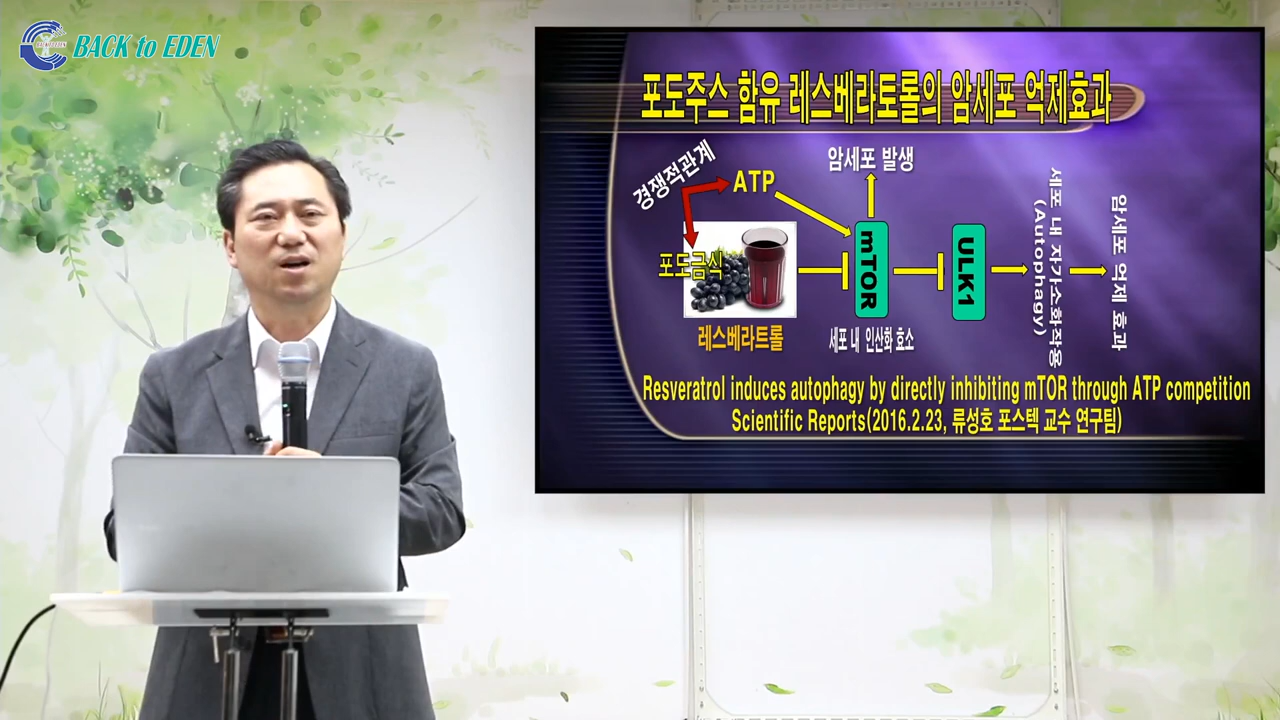 BACK to EDEN
포도주스 함유 레스베라토롤의 암세포 억제효과
경쟁적관계
ATP
암세포 발생
포도금식
mTOR
ULK1
세포 내 자가소화작용
(Autophagy)
암세포 억제 효과
레스베라트롤
세포 내 인산화 효소
Resveratrol induces autophagy by directly inhibiting mTOR through ATP competition
Scientific Reports(2016.2.23, 류성호 포스텍 교수 연구팀)